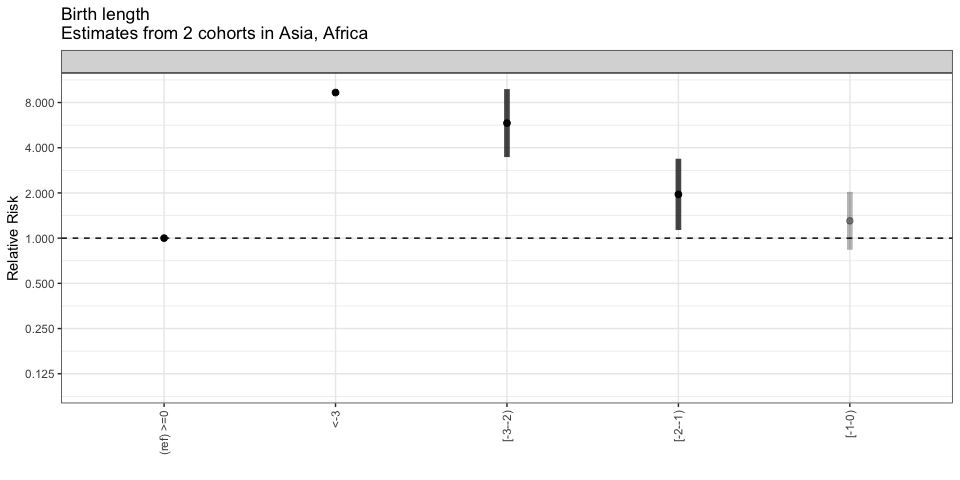 Birth length
Estimates from 2 cohorts in Asia, Africa
8.000
4.000
2.000
1.000
0.500
0.250
0.125
Relative Risk
(ref) >=0
<-3
[-3--2)
[-2--1)
[-1-0)